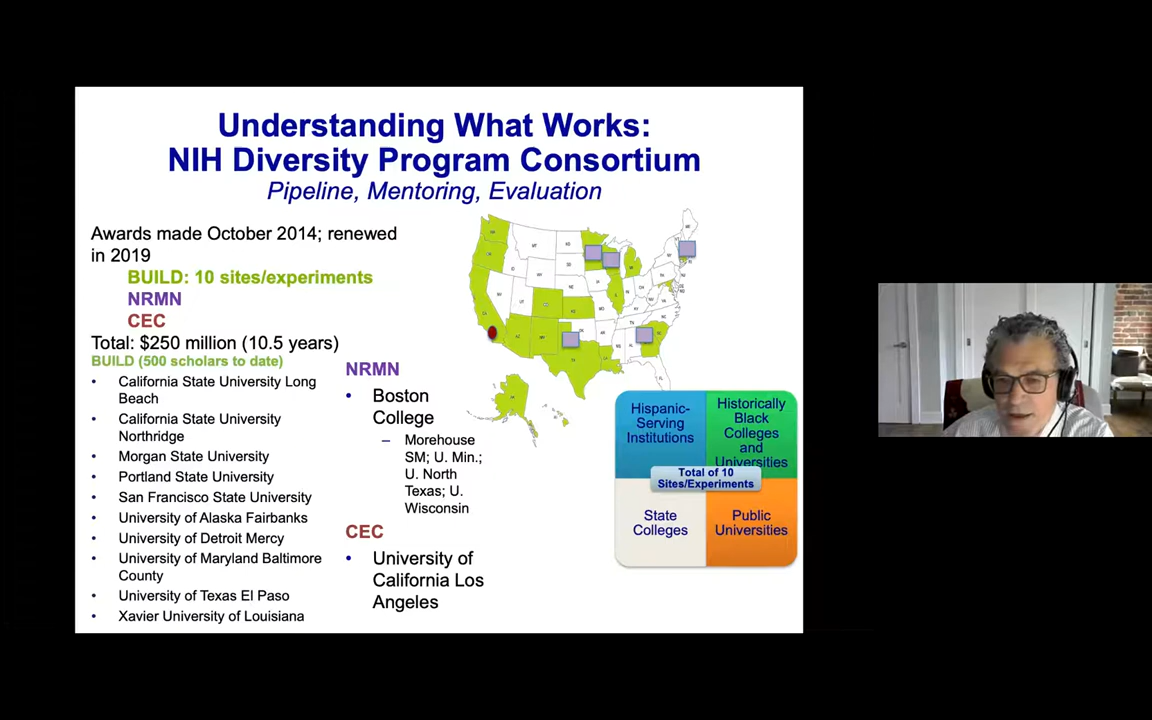 Understanding What Works:
NIH Diversity Program Consortium
Pipeline, Mentoring, Evaluation
Awards made October 2014; renewed
in 2019
BUILD: 10 sites/experiments
NRMN
CEC
Total: $250 million (10.5 years)
BUILD (500 scholars to date)
• California State University Long
Beach
• California State University
Northridge
• Morgan State University
• Portland State University
• San Francisco State University
• University of Alaska Fairbanks
• University of Detroit Mercy
• University of Maryland Baltimore
County
• University of Texas El Paso
• Xavier University of Louisiana
NRMN
• Boston
College
– Morehouse
SM; U. Min.;
U. North
Texas; U.
Wisconsin
CEC
• University of
California Los
Angeles
Hispanic-
Serving
Institutions
Historically
Black
Colleges
and
Universities
Total of 10
Sites/Experiments
State
Colleges
Public
Universities